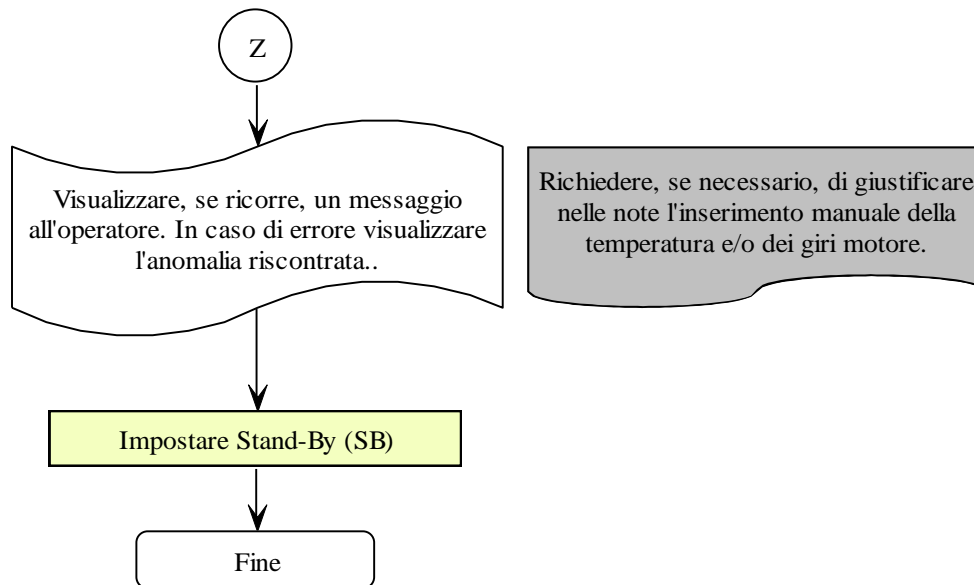 Z
Visualizzare, se ricorre, un messaggio
all'operatore. In caso di errore visualizzare
l'anomalia riscontrata..
Richiedere, se necessario, di giustificare
nelle note l'inserimento manuale della
temperatura e/o dei giri motore.
Impostare Stand-By (SB)
Fine